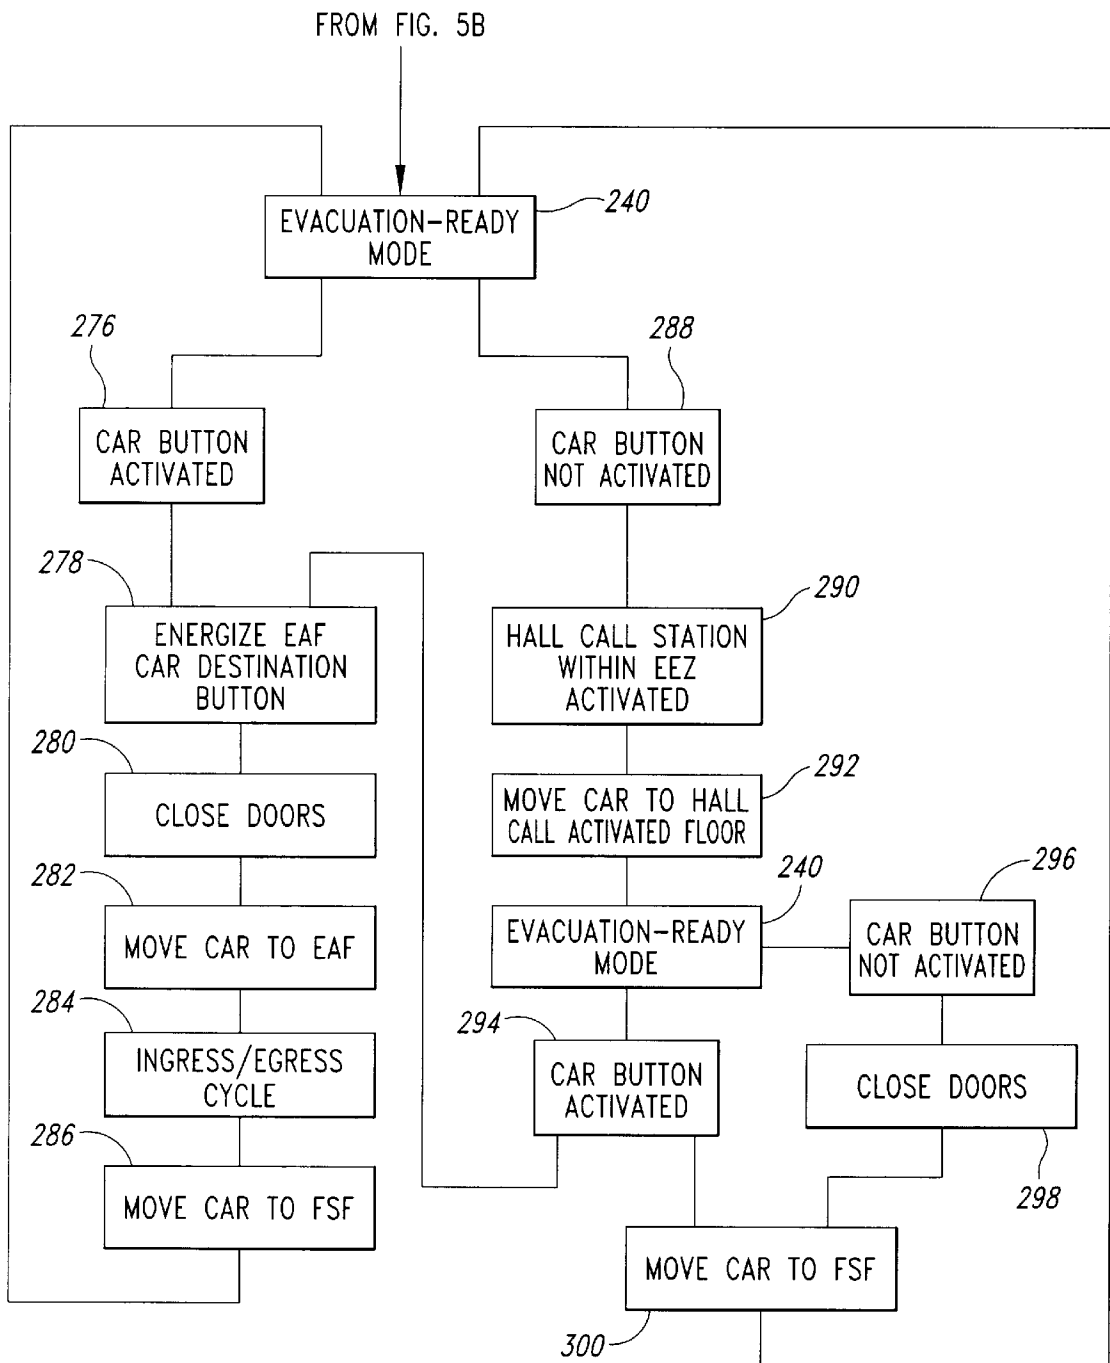 FROM FIG. 5B
EVACUATION-READY
MODE
240
276
CAR BUTTON
ACTIVATED
288
CAR BUTTON
NOT ACTIVATED
278
ENERGIZE EAF
CAR DESTINATION
BUTTON
290
HALL CALL STATION
WITHIN EEZ
ACTIVATED
280
CLOSE DOORS
292
MOVE CAR TO HALL
CALL ACTIVATED FLOOR
282
MOVE CAR TO EAF
240
EVACUATION-READY
MODE
296
CAR BUTTON
NOT ACTIVATED
284
INGRESS/EGRESS
CYCLE
294
CAR BUTTON
ACTIVATED
CLOSE DOORS
298
286
MOVE CAR TO FSF
MOVE CAR TO FSF
300